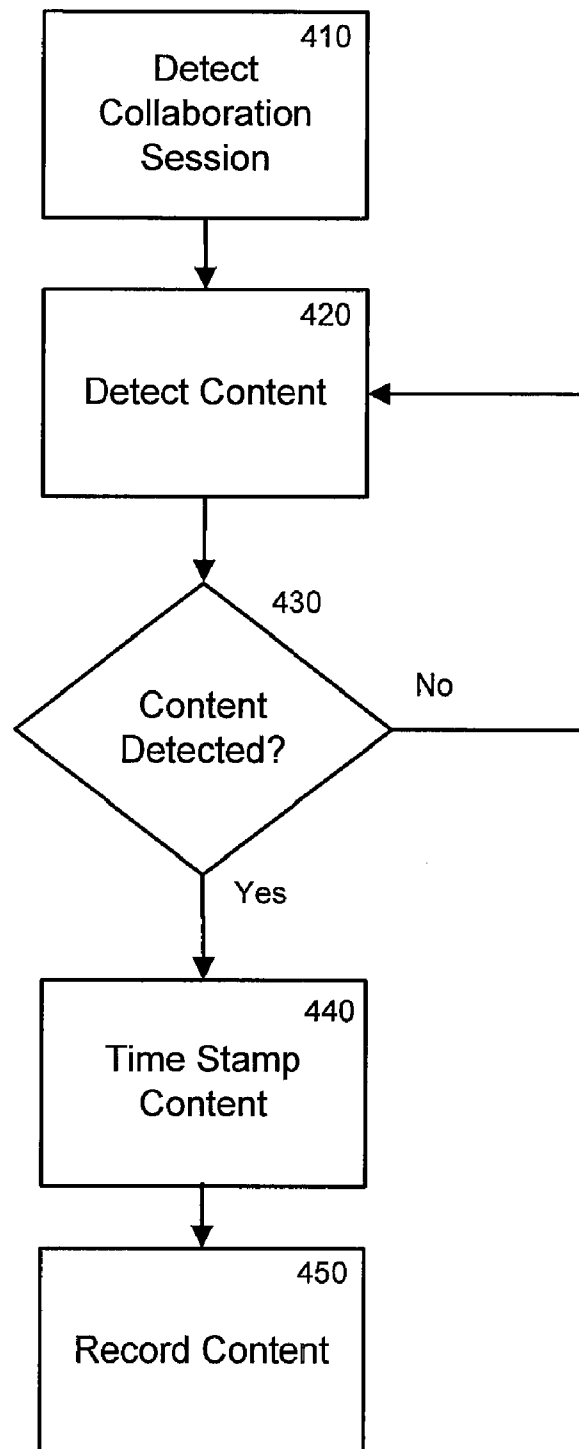 410
Detect
Collaboration
Session
420
Detect Content
430
Content
Detected?
No
Yes
440
Time Stamp
Content
450
Record Content